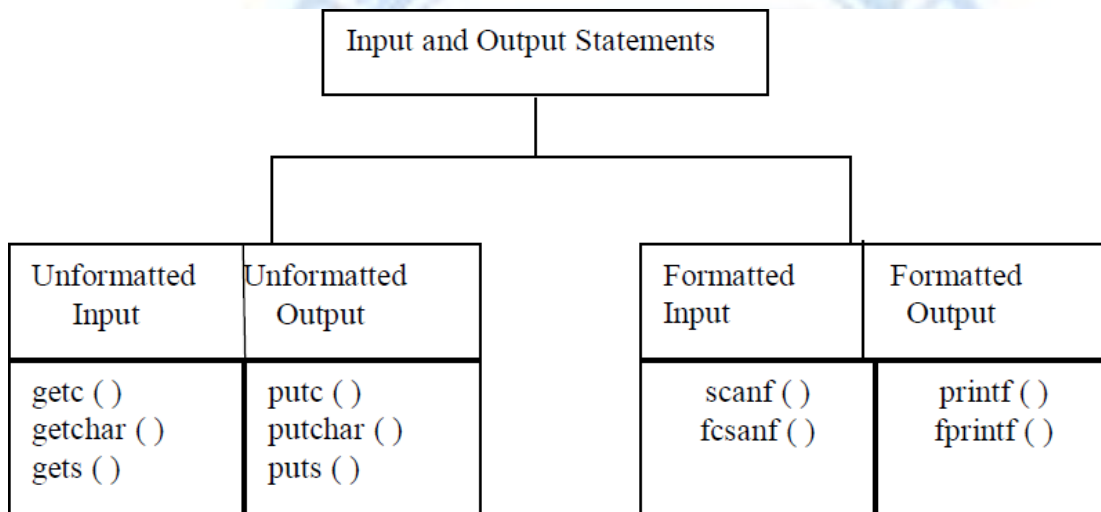 Input and Output Statements
Unformatted
Input
Unformatted
Output
Formatted
Input
Formatted
Output
getc ( )
getchar ( )
gets ( )
putc ( )
putchar ( )
puts ( )
scanf ( )
fcsanf ( )
printf ( )
fprintf ( )